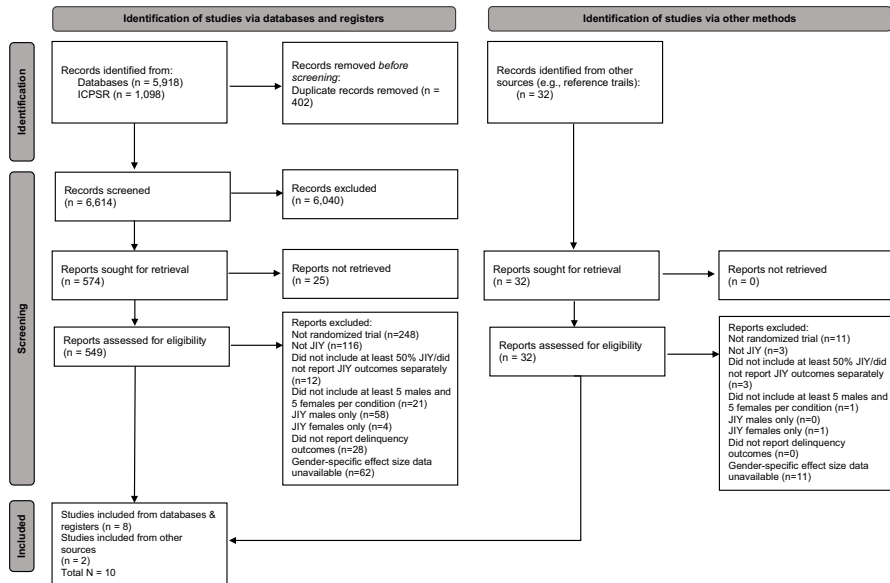 Identification of studies via databases and registers
Identification of studies via other methods
Identification
Records identified from:
Databases (n = 5,918)
ICPSR (n = 1,098)
Records removed before
screening:
Duplicate records removed (n =
402)
Records identified from other
sources (e.g., reference trails):
(n = 32)
Screening
Records screened
(n = 6,614)
Records excluded
(n = 6,040)
Reports sought for retrieval
(n = 574)
Reports not retrieved
(n = 25)
Reports sought for retrieval
(n = 32)
Reports not retrieved
(n = 0)
Reports assessed for eligibility
(n = 549)
Reports excluded:
Not randomized trial (n=248)
Not JIY (n=116)
Did not include at least 50% JIY/did
not report JIY outcomes separately
(n=12)
Did not include at least 5 males and
5 females per condition (n=21)
JIY males only (n=58)
JIY females only (n=4)
Did not report delinquency
outcomes (n=28)
Gender-specific effect size data
unavailable (n=62)
Reports assessed for eligibility
(n = 32)
Reports excluded:
Not randomized trial (n=11)
Not JIY (n=3)
Did not include at least 50% JIY/did
not report JIY outcomes separately
(n=3)
Did not include at least 5 males and
5 females per condition (n=1)
JIY males only (n=0)
JIY females only (n=1)
Did not report delinquency
outcomes (n=0)
Gender-specific effect size data
unavailable (n=11)
Included
Studies included from databases &
registers (n = 8)
Studies included from other
sources
(n = 2)
Total N = 10